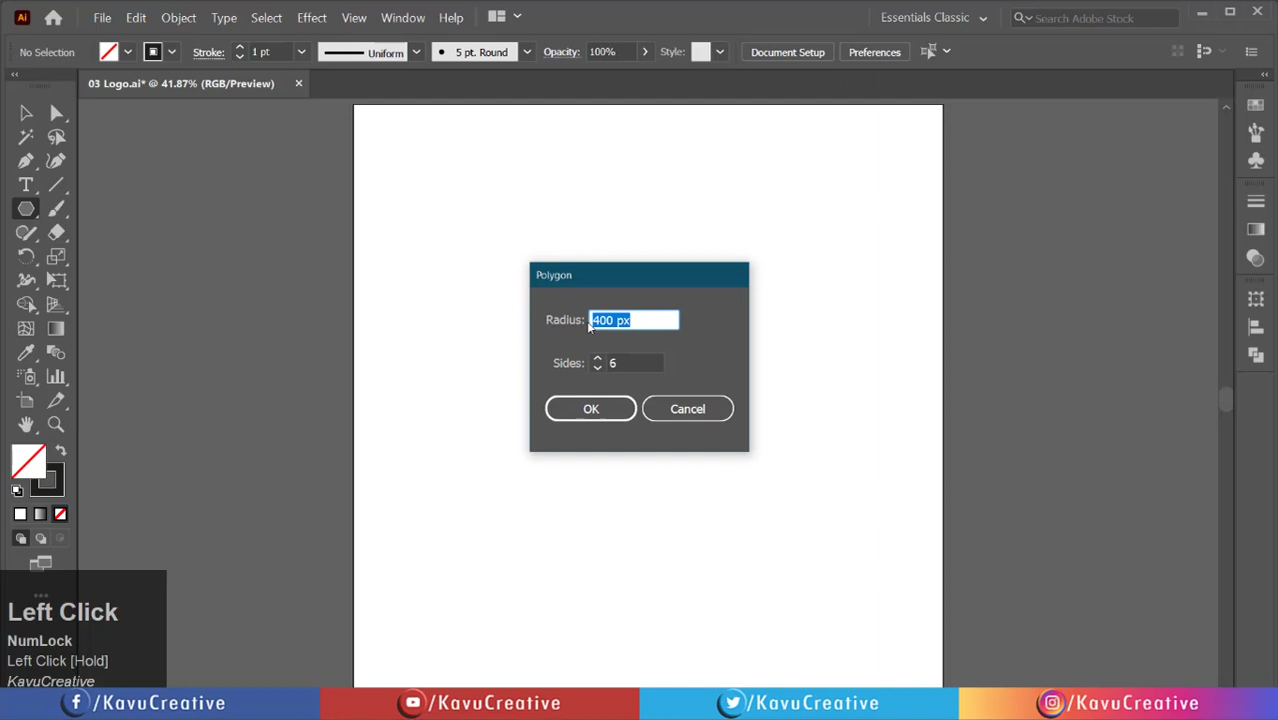 Ai File Edit Object Type Select Effect View Window Help Essentials Classic Search Adobe Stock
No Selection Stroke: 1 pt Uniform 5 pt. Round Opacity: 100% Style: Document Setup Preferences
03 Logo.ai* @ 41.87% (RGB/Preview)
Polygon
Radius: 400 px
Sides: 6
OK Cancel
Left Click
NumLock
Left Click [Hold]
KavuCreative
/KavuCreative /KavuCreative /KavuCreative /KavuCreative